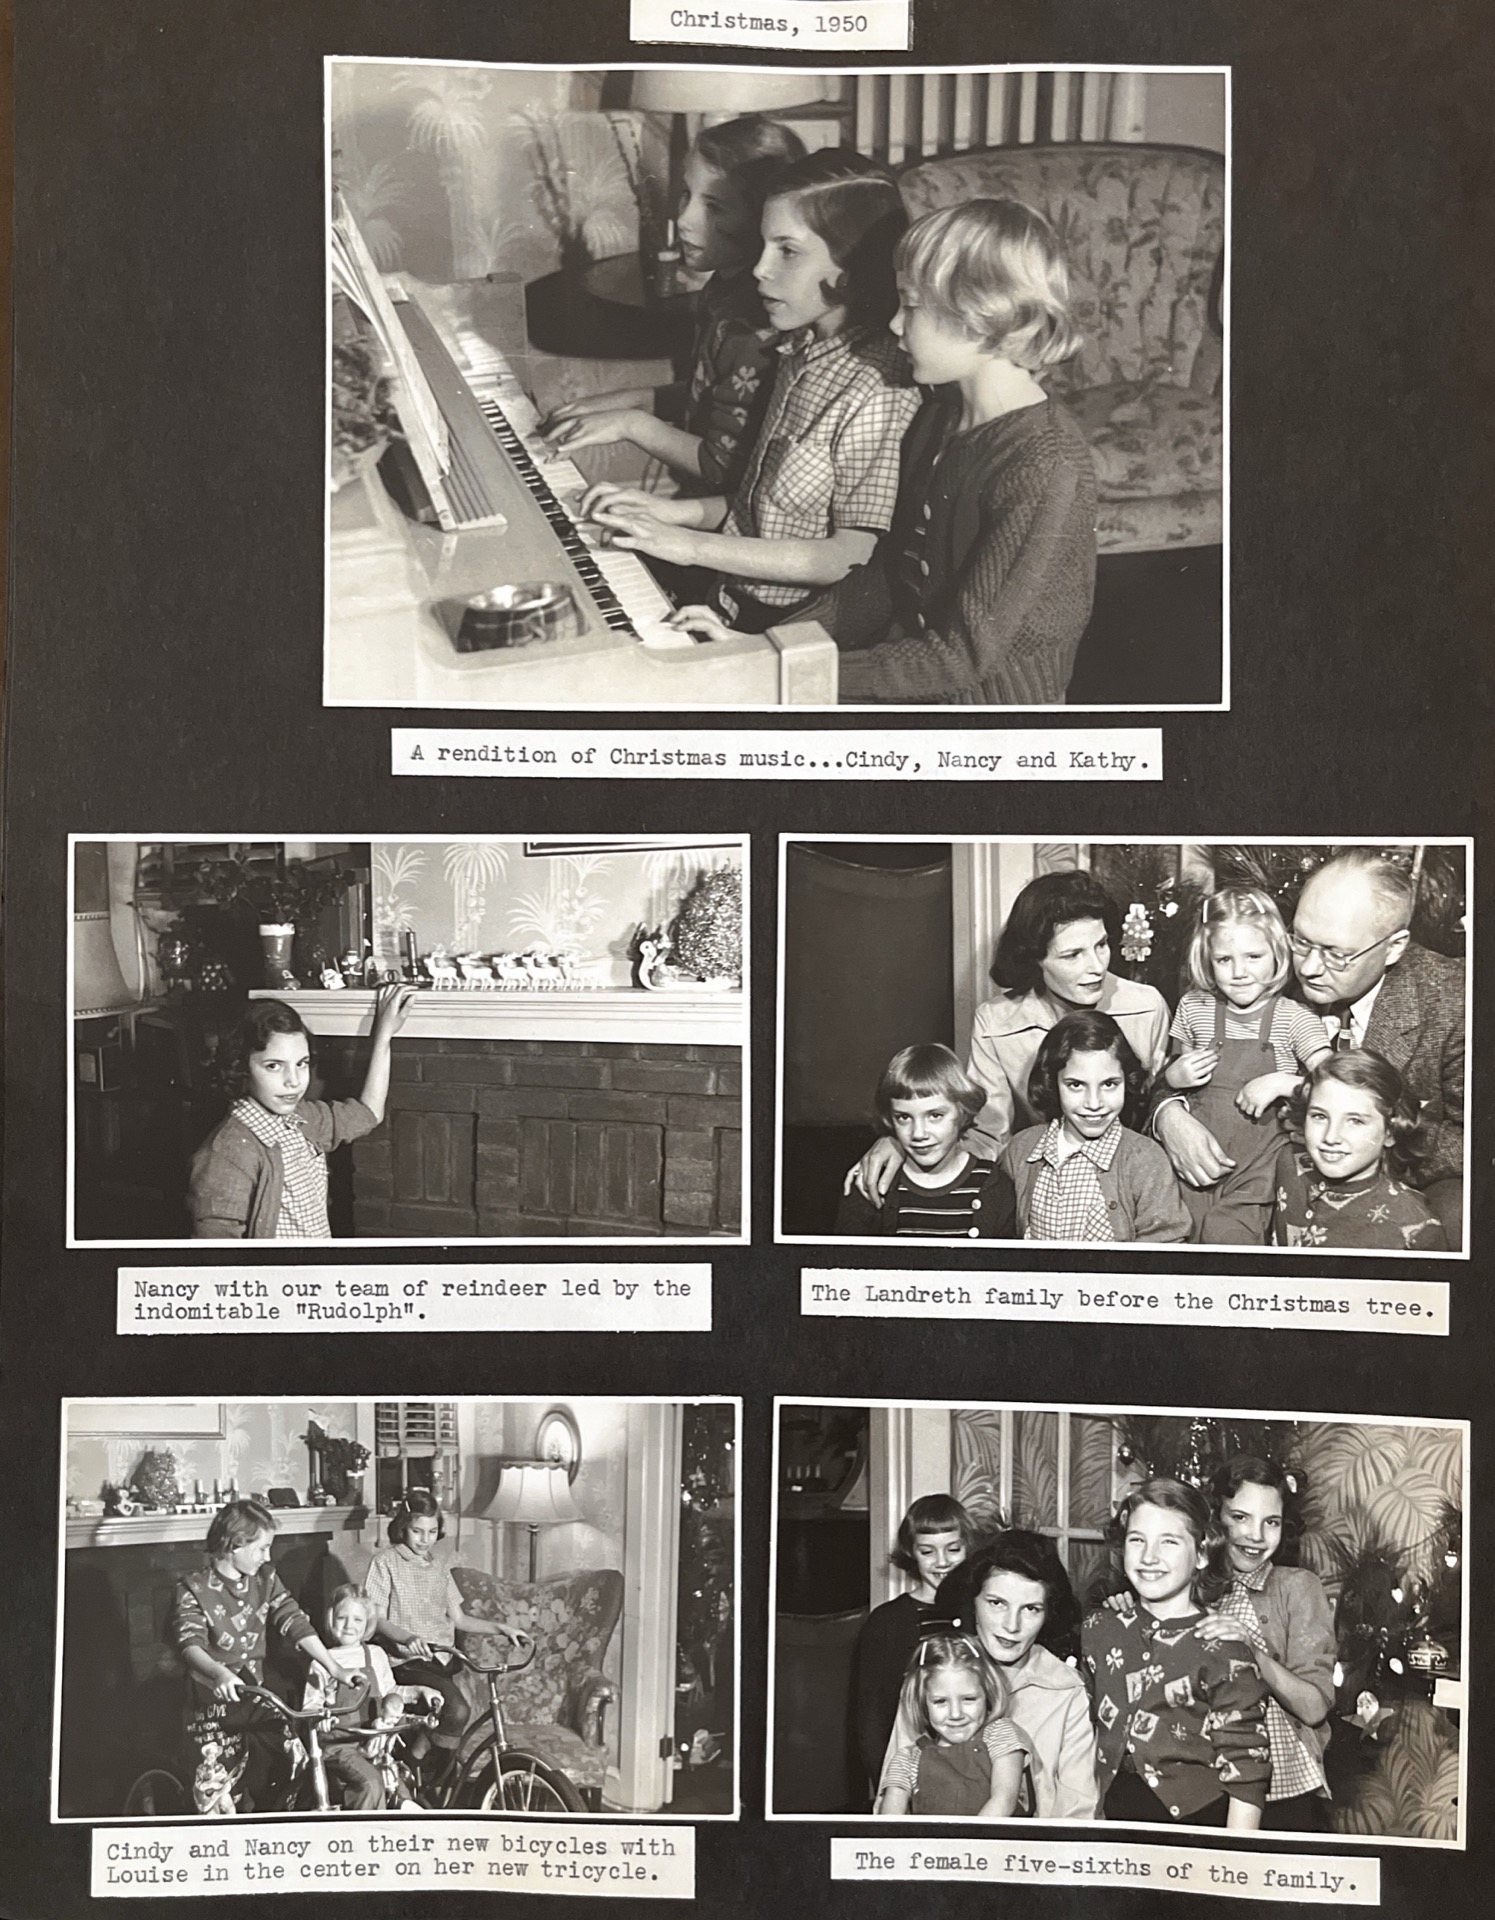 Christmas, 1950
A rendition of Christmas music...Cindy, Nancy and Kathy.
Nancy with our team of reindeer led by the
indomitable "Rudolph".
The Landreth family before the Christmas tree.
Cindy and Nancy on their new bicycles with
Louise in the center on her new tricycle.
The female five-sixths of the family.